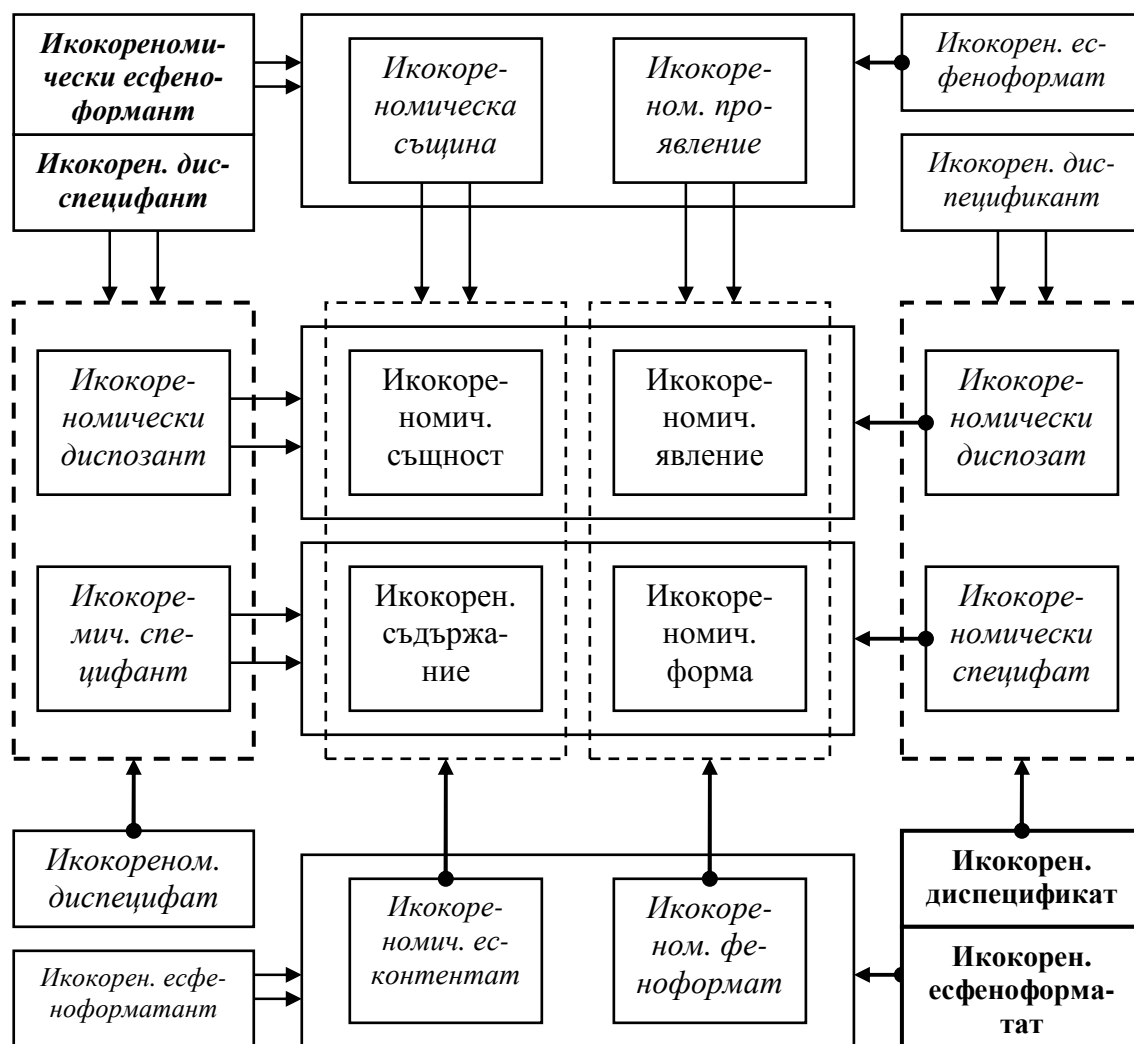 Икокореноми-
чески есфено-
формант
Икокорен. дис-
специфант
Икокоре-
номическа
същина
Икокоре-
ном. про-
явление
Икокорен. ес-
феноформат
Икокорен. дис-
пецификант
Икокоре-
номически
диспозант
Икокоре-
номич.
същност
Икокоре-
номич.
явление
Икокоре-
номически
диспозат
Икокоре-
мич. спе-
цифант
Икокорен.
съдържа-
ние
Икокоре-
номич.
форма
Икокоре-
номически
специфат
Икокореном.
диспецифат
Икокоре-
номич. ес-
контентат
Икокоре-
ном. фе-
ноформат
Икокорен.
диспецификат
Икокорен. есфе-
ноформатант
Икокорен.
есфеноформа-
тат